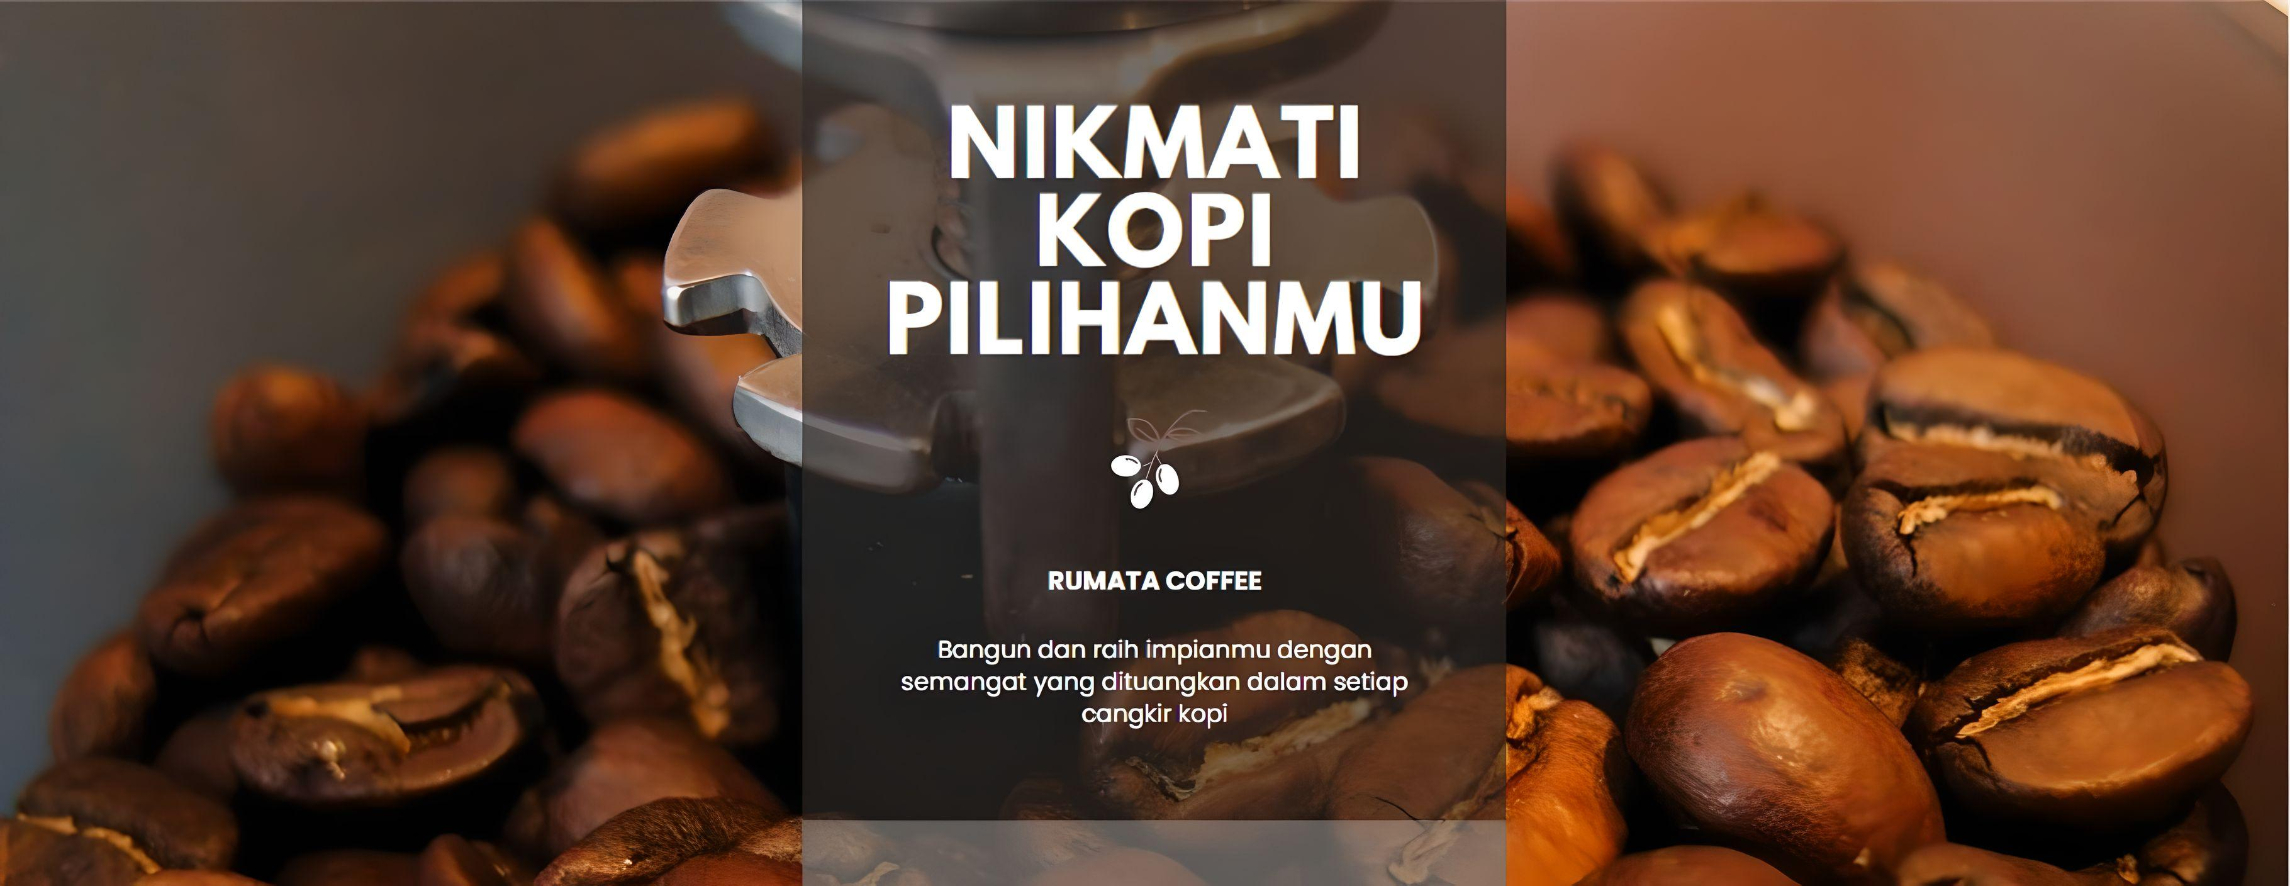 NIKMATI
KOPI
PILIHANMU
RUMATA COFFEE
Bangun dan raih impianmu dengan
semangat yang dituangkan dalam setiap
cangkir kopi